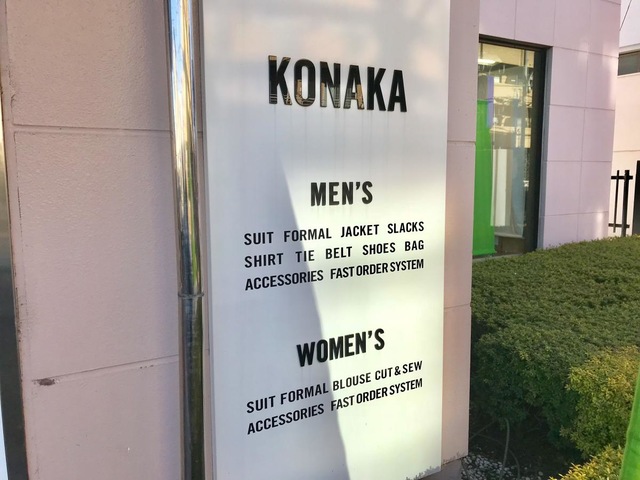 KONAKA
MEN'S
SUIT FORMAL JACKET SLACKS
SHIRT TIE BELT SHOES BAG
ACCESSORIES FAST ORDER SYSTEM
WOMEN'S
SUIT FORMAL BLOUSE CUT & SEW
ACCESSORIES FAST ORDER SYSTEM